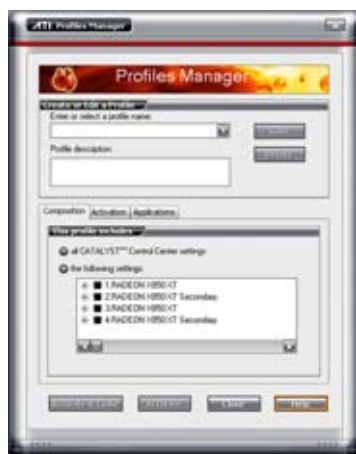 ATI Profiles Manager
Profiles Manager
Create or Edit a Profile
Enter or select a profile name:
Profile description:
Composition Activation Applications
This profile includes
all CATALYST™ Control Center settings
the following settings:
1.RADEON X850 XT
2.RADEON X850 XT Secondary
3.RADEON X850 XT
4.RADEON X850 XT Secondary
Close
Help